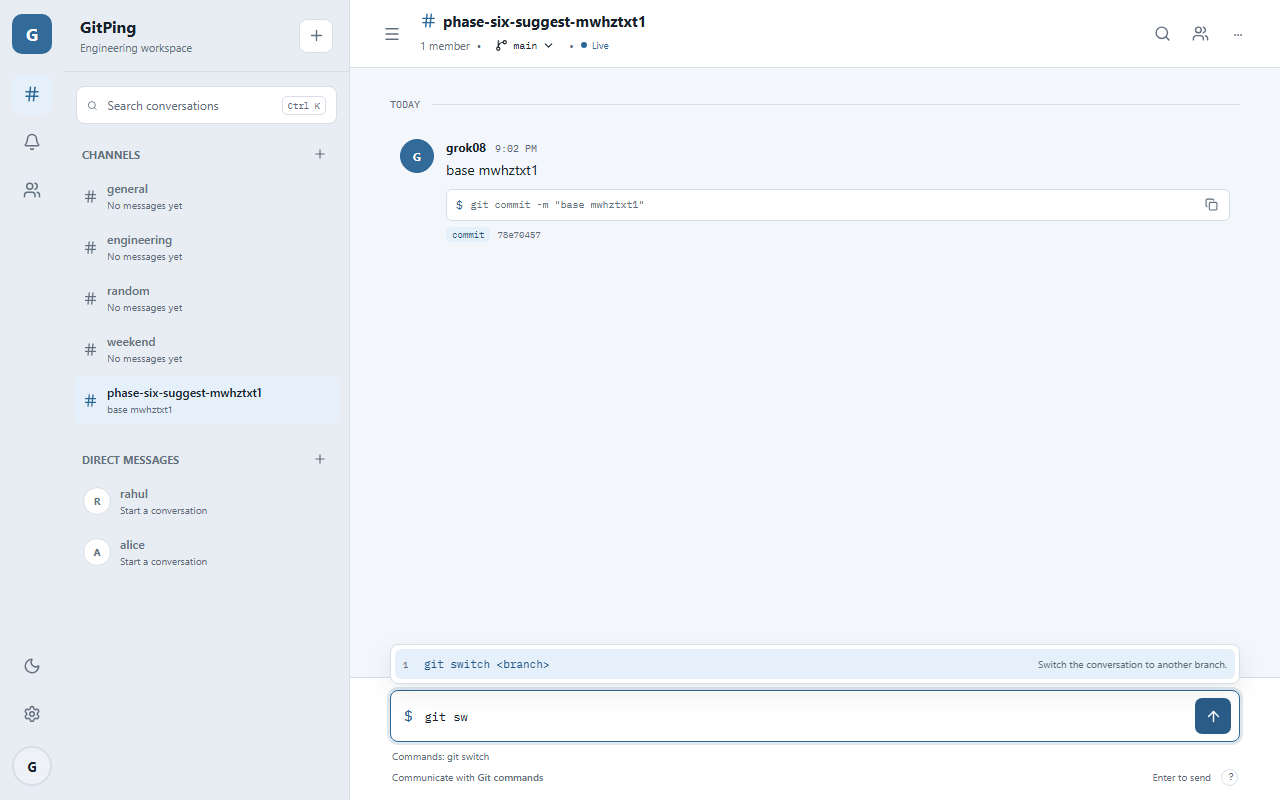 G
GitPing
Engineering workspace
Search conversations
Ctrl K
CHANNELS
general
No messages yet
engineering
No messages yet
random
No messages yet
weekend
No messages yet
phase-six-suggest-mwhztxt1
base mwhztxt1
DIRECT MESSAGES
R
rahul
Start a conversation
A
alice
Start a conversation
G
phase-six-suggest-mwhztxt1
1 member • main • Live
TODAY
G
grok08 9:02 PM
base mwhztxt1
$ git commit -m "base mwhztxt1"
commit 78e70457
1 git switch <branch> Switch the conversation to another branch.
$ git sw
Commands: git switch
Communicate with Git commands
Enter to send ?